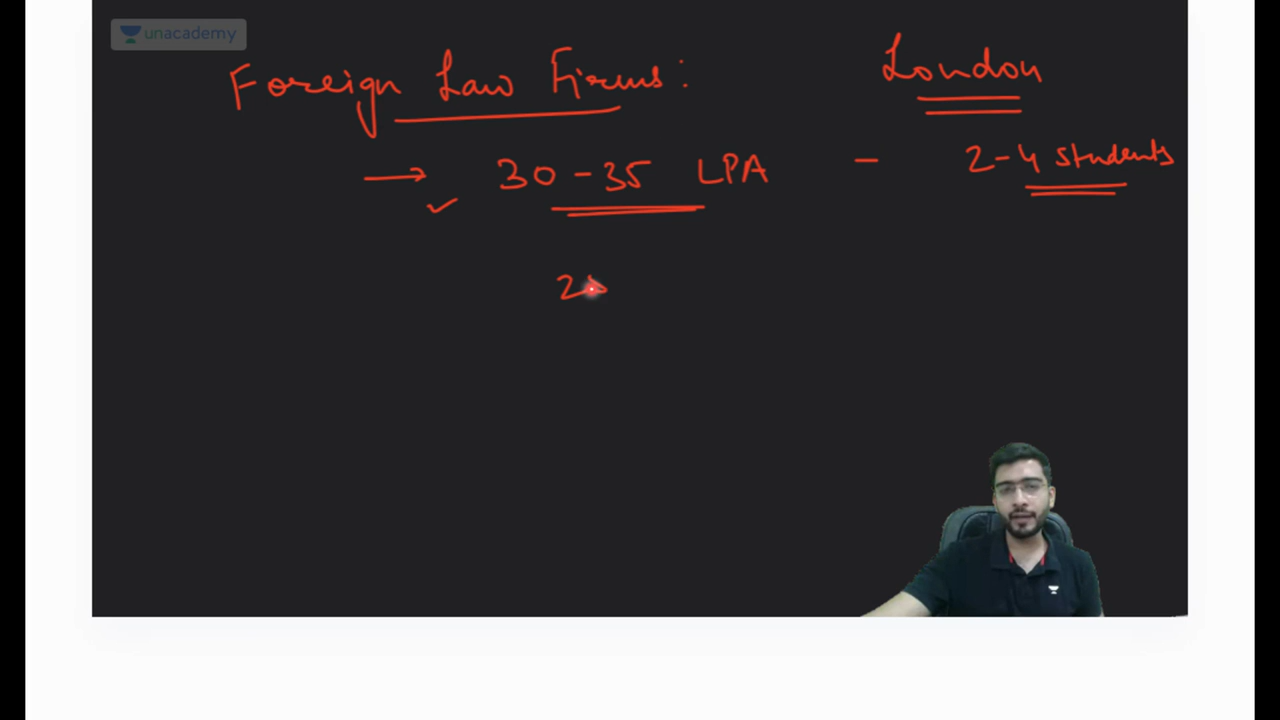 unacademy
Foreign Law Firms: London
→ 30-35 LPA - 2-4 students